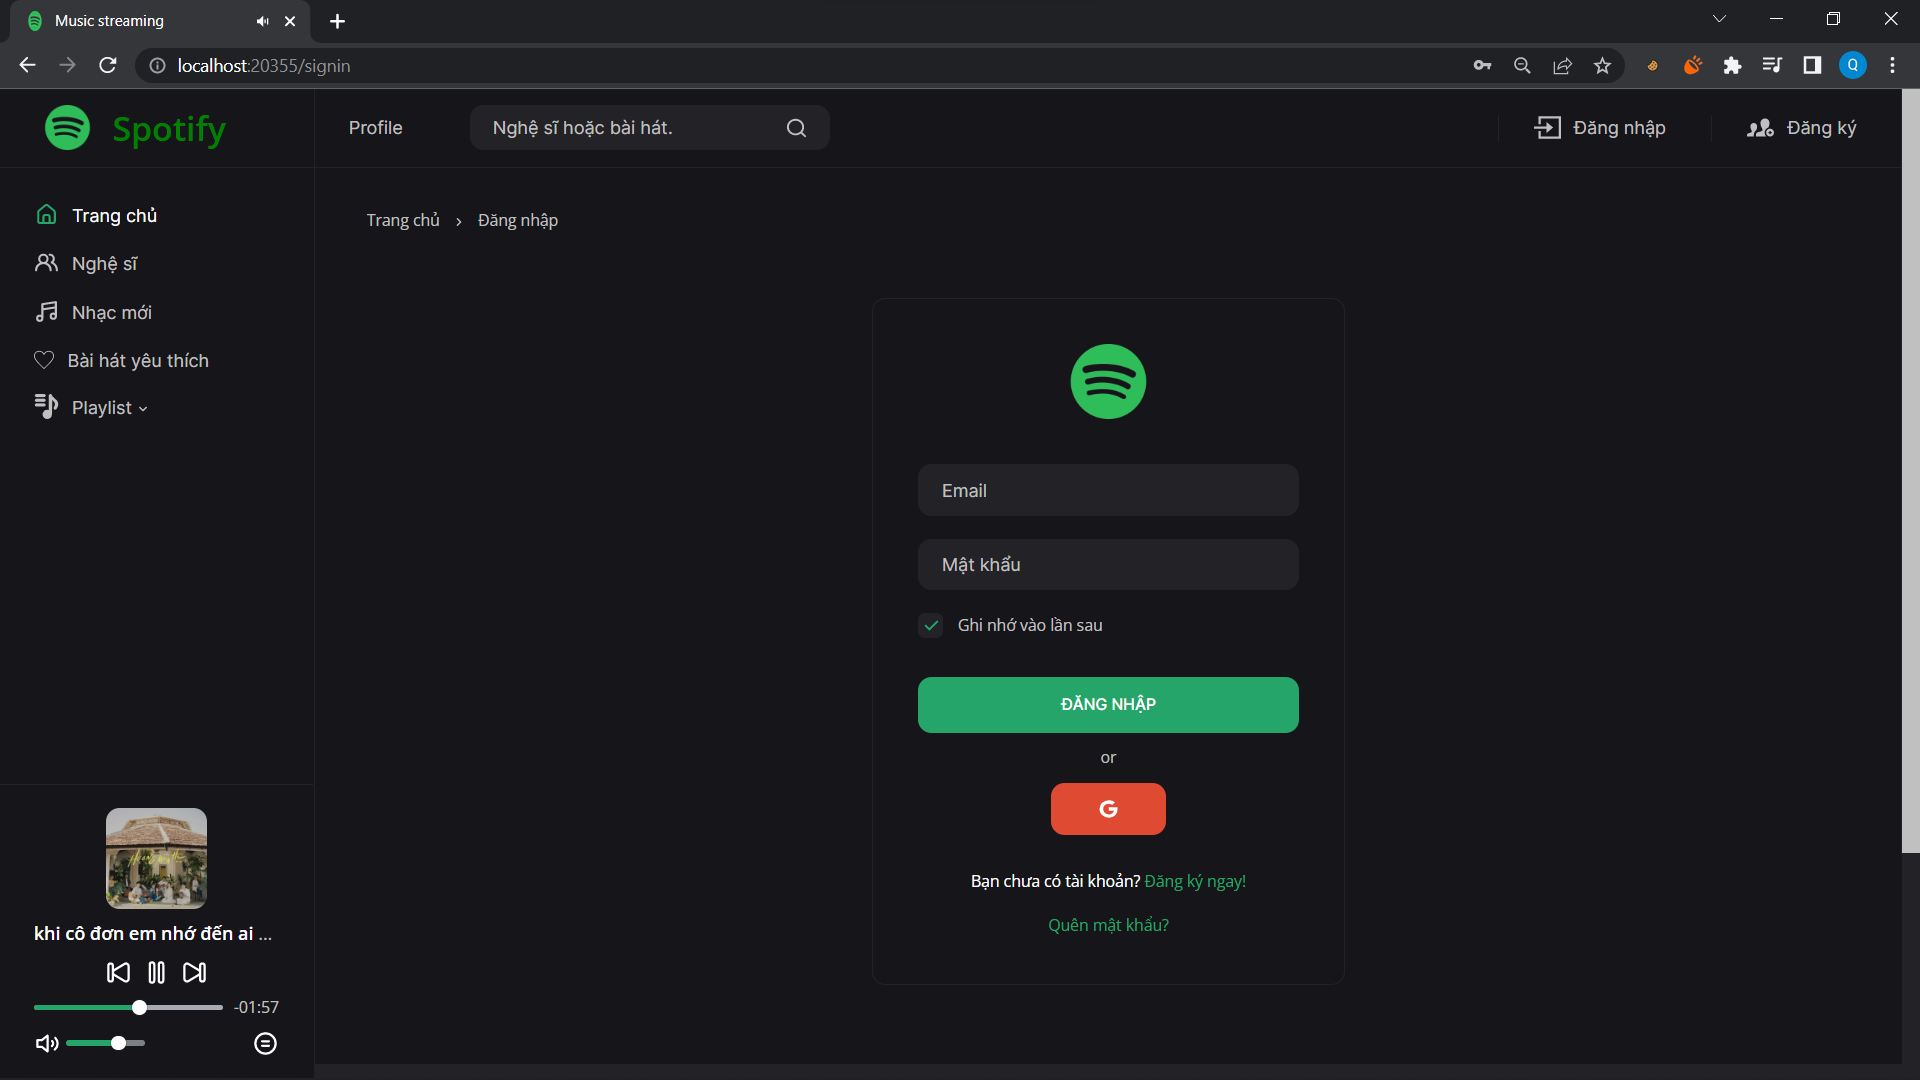 Music streaming
localhost:20355/signin
Q
Spotify
Profile
Nghệ sĩ hoặc bài hát.
Đăng nhập
Đăng ký
Trang chủ
Nghệ sĩ
Nhạc mới
Bài hát yêu thích
Playlist
Trang chủ › Đăng nhập
Email
Mật khẩu
Ghi nhớ vào lần sau
ĐĂNG NHẬP
or
G
Bạn chưa có tài khoản? Đăng ký ngay!
Quên mật khẩu?
khi cô đơn em nhớ đến ai ...
-01:57